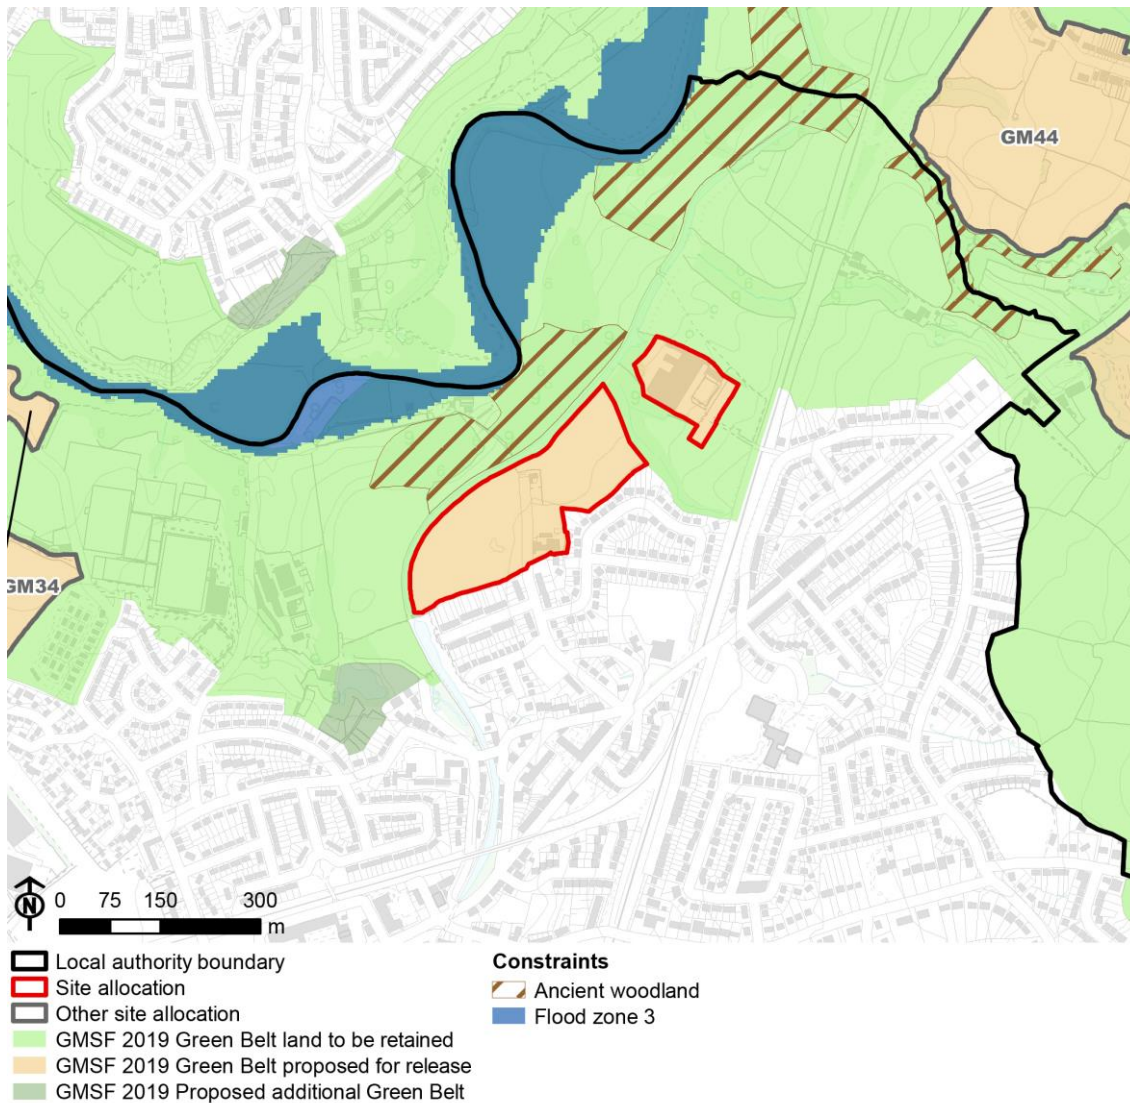 GM44
GM34
N
0 75 150 300
m
Local authority boundary
Site allocation
Other site allocation
GMSF 2019 Green Belt land to be retained
GMSF 2019 Green Belt proposed for release
GMSF 2019 Proposed additional Green Belt
Constraints
Ancient woodland
Flood zone 3